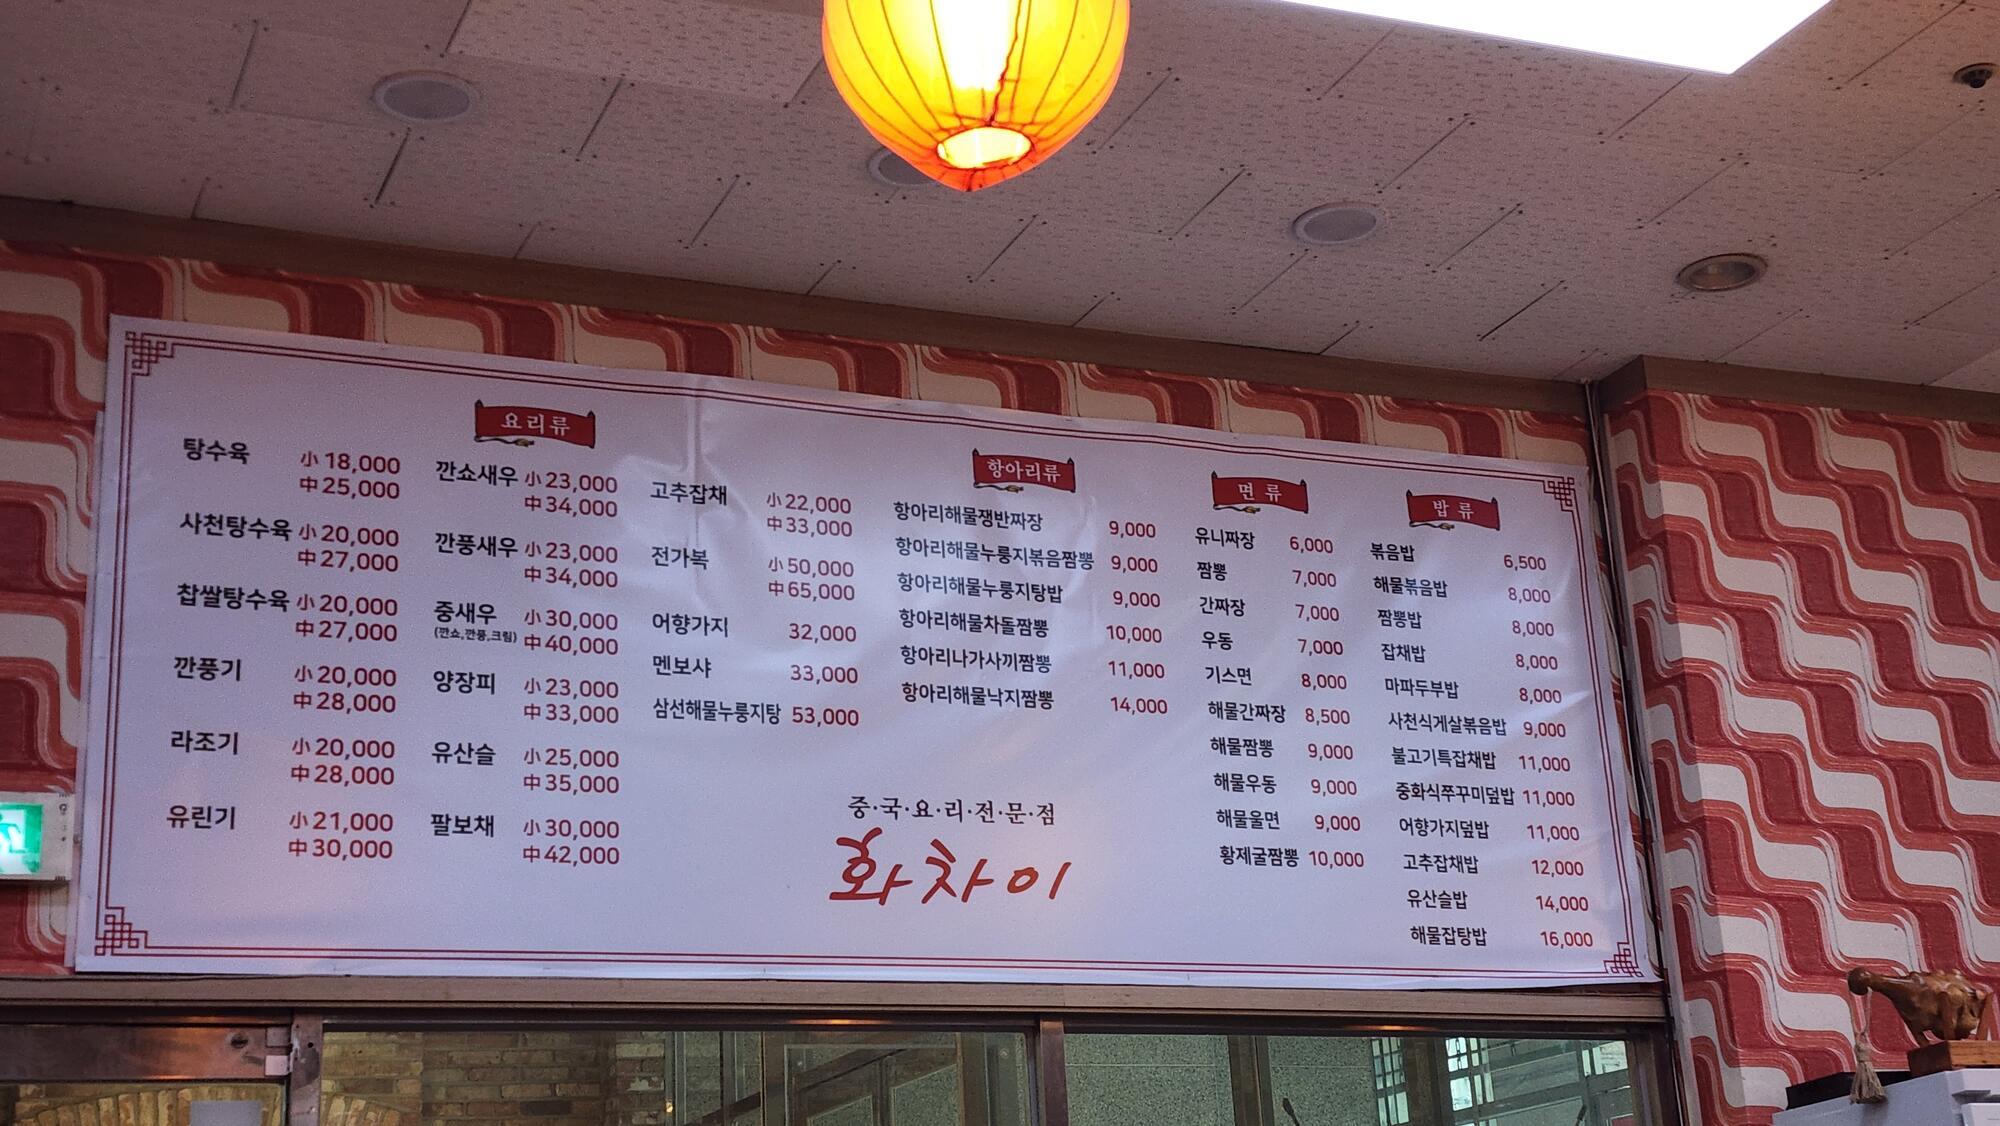 요리류
탕수육 小 18,000
中 25,000
사천탕수육 小 20,000
中 27,000
찹쌀탕수육 小 20,000
中 27,000
깐풍기 小 20,000
中 28,000
라조기 小 20,000
中 28,000
유린기 小 21,000
中 30,000
깐쇼새우 小 23,000
中 34,000
깐풍새우 小 23,000
中 34,000
중새우 小 30,000
(깐쇼,깐풍,크림) 中 40,000
양장피 小 23,000
中 33,000
유산슬 小 25,000
中 35,000
팔보채 小 30,000
中 42,000
고추잡채 小 22,000
中 33,000
전가복 小 50,000
中 65,000
어향가지 32,000
멘보샤 33,000
삼선해물누룽지탕 53,000
항아리류
항아리해물쟁반짜장 9,000
항아리해물누룽지볶음짬뽕 9,000
항아리해물누룽지탕밥 9,000
항아리해물차돌짬뽕 10,000
항아리나가사끼짬뽕 11,000
항아리해물낙지짬뽕 14,000
면류
유니짜장 6,000
짬뽕 7,000
간짜장 7,000
우동 7,000
기스면 8,000
해물간짜장 8,500
해물짬뽕 9,000
해물우동 9,000
해물울면 9,000
황제굴짬뽕 10,000
밥류
볶음밥 6,500
해물볶음밥 8,000
짬뽕밥 8,000
잡채밥 8,000
마파두부밥 8,000
사천식게살볶음밥 9,000
불고기특잡채밥 11,000
중화식쭈꾸미덮밥 11,000
어향가지덮밥 11,000
고추잡채밥 12,000
유산슬밥 14,000
해물잡탕밥 16,000
중·국·요·리·전·문·점
화차이